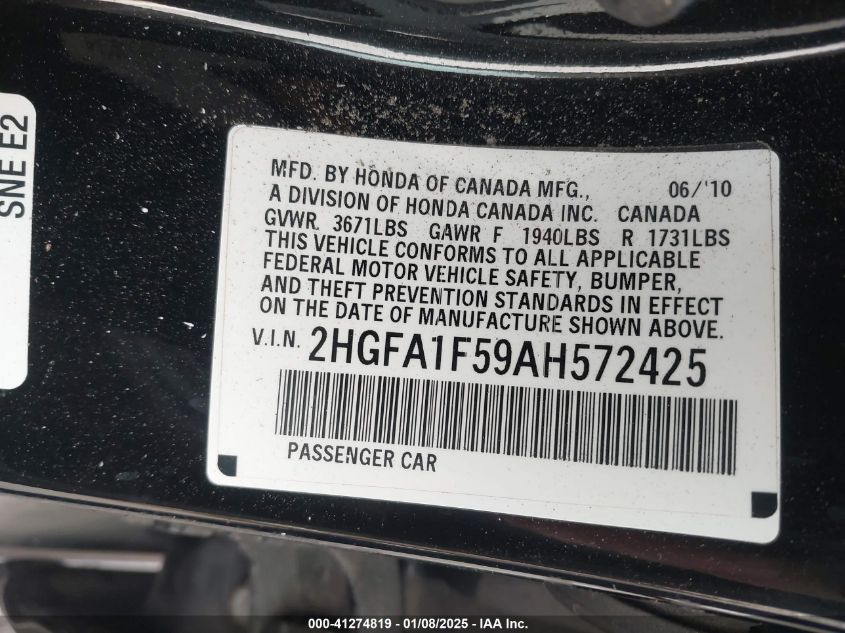 SNE E2
MFD. BY HONDA OF CANADA MFG., 06/'10
A DIVISION OF HONDA CANADA INC. CANADA
GVWR. 3671LBS GAWR F 1940LBS R 1731LBS
THIS VEHICLE CONFORMS TO ALL APPLICABLE
FEDERAL MOTOR VEHICLE SAFETY, BUMPER,
AND THEFT PREVENTION STANDARDS IN EFFECT
ON THE DATE OF MANUFACTURE SHOWN ABOVE.
V.I.N. 2HGFA1F59AH572425
PASSENGER CAR
000-41274819 - 01/08/2025 - IAAI.com